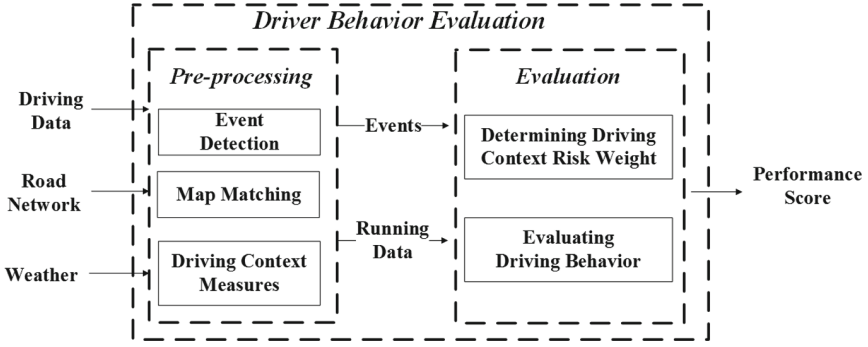 Driver Behavior Evaluation
Pre-processing
Evaluation
Driving
Data
Event
Detection
Events
Determining Driving
Context Risk Weight
Road
Network
Map Matching
Performance
Score
Running
Data
Evaluating
Driving Behavior
Weather
Driving Context
Measures